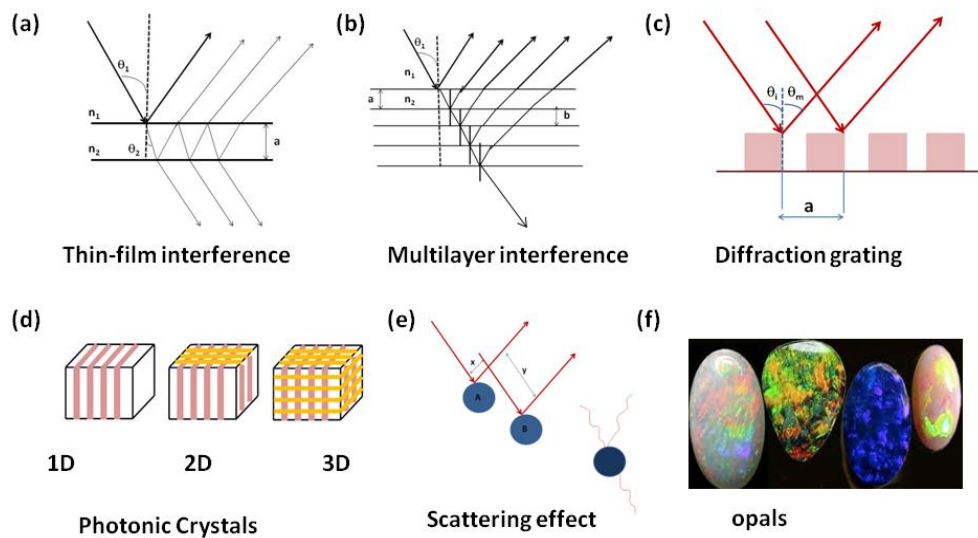 (a)
θ1
n1
n2
θ2
a
Thin-film interference
(b)
θ1
n1
a
n2
b
Multilayer interference
(c)
θi
θm
a
Diffraction grating
(d)
1D
2D
3D
Photonic Crystals
(e)
x
y
A
B
Scattering effect
(f)
opals